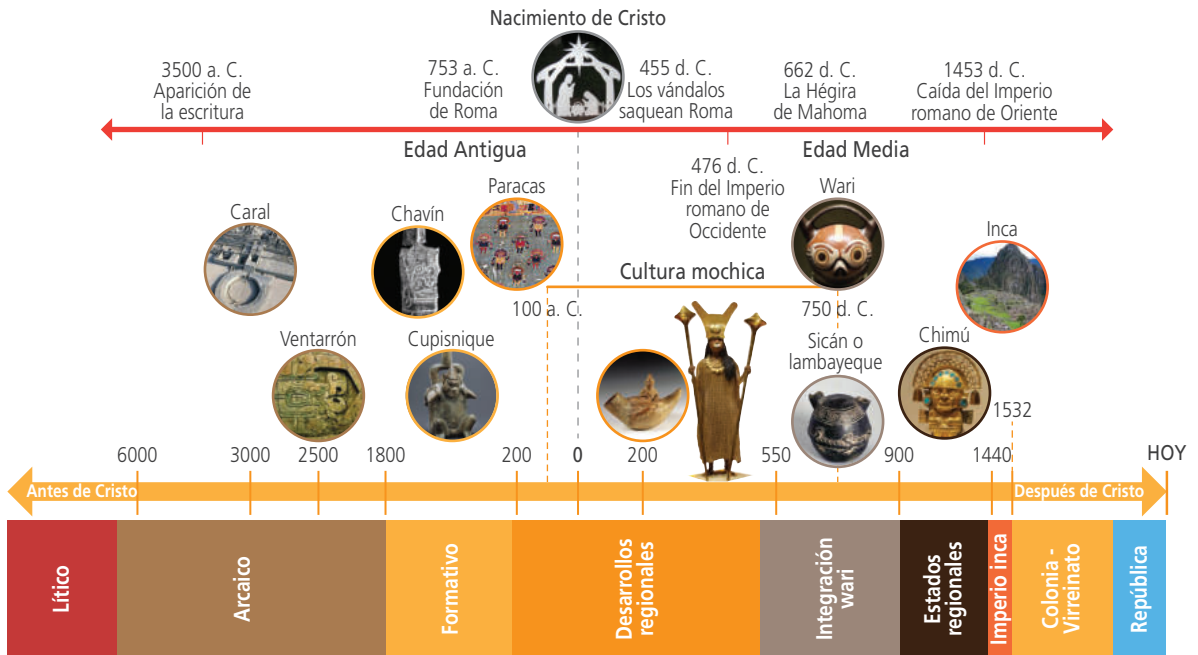 Nacimiento de Cristo
3500 a. C.
Aparición de
la escritura
753 a. C.
Fundación
de Roma
455 d. C.
Los vándalos
saquean Roma
662 d. C.
La Hégira
de Mahoma
1453 d. C.
Caída del Imperio
romano de Oriente
Edad Antigua
Edad Media
476 d. C.
Fin del Imperio
romano de
Occidente
Caral
Chavín
Paracas
Wari
Inca
Cultura mochica
100 a. C.
750 d. C.
Ventarrón
Cupisnique
Sicán o
lambayeque
Chimú
1532
6000
3000
2500
1800
200
0
200
550
900
1440
HOY
Antes de Cristo
Después de Cristo
Lítico
Arcaico
Formativo
Desarrollos
regionales
Integración
wari
Estados
regionales
Imperio inca
Colonia -
Virreinato
República